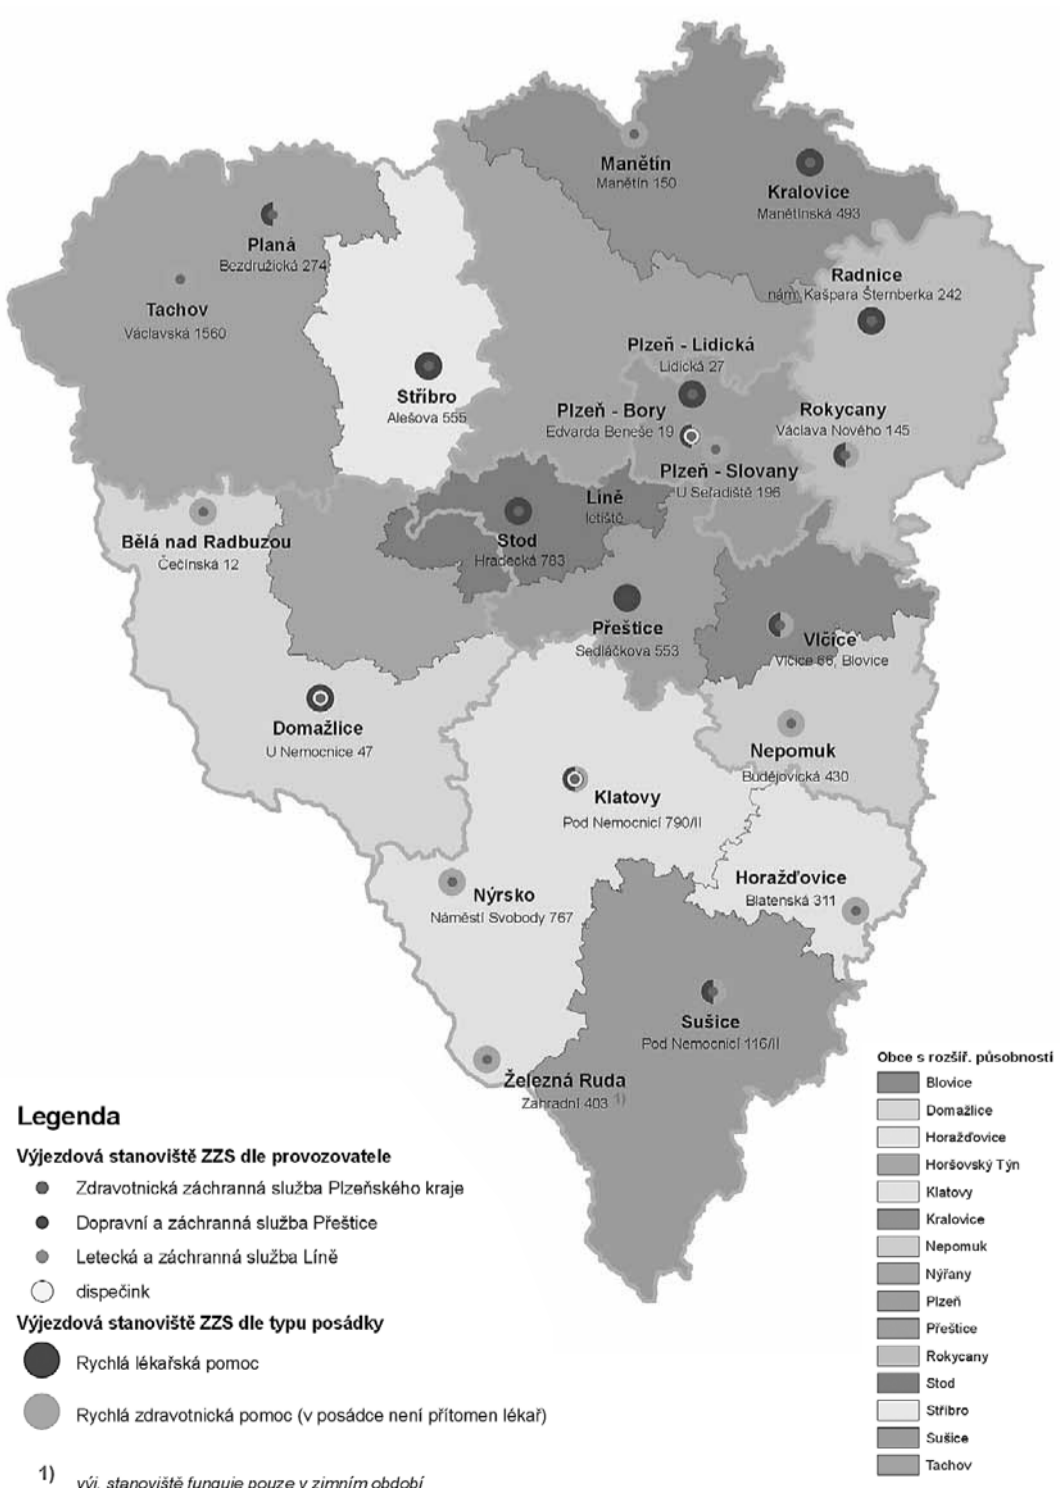 Manětín
Manětín 150
Kralovice
Manětínská 493
Planá
Bezdružická 274
Radnice
nám. Kašpara Šternberka 242
Tachov
Václavská 1560
Plzeň - Lidická
Lidická 27
Stříbro
Alešova 555
Plzeň - Bory
Edvarda Beneše 19
Rokycany
Václava Nového 145
Plzeň - Slovany
U Seřadiště 196
Líně
letiště
Bělá nad Radbuzou
Čečínská 12
Stod
Hradecká 783
Přeštice
Sedláčkova 553
Vlčice
Vlčice 66, Blovice
Domažlice
U Nemocnice 47
Nepomuk
Budějovická 430
Klatovy
Pod Nemocnicí 790/II
Horažďovice
Blatenská 311
Nýrsko
Náměstí Svobody 767
Sušice
Pod Nemocnicí 116/II
Železná Ruda
Zahradní 403 1)
Legenda
Výjezdová stanoviště ZZS dle provozovatele
Zdravotnická záchranná služba Plzeňského kraje
Dopravní a záchranná služba Přeštice
Letecká a záchranná služba Líně
dispečink
Výjezdová stanoviště ZZS dle typu posádky
Rychlá lékařská pomoc
Rychlá zdravotnická pomoc (v posádce není přítomen lékař)
1) výj. stanoviště funguje pouze v zimním období
Obce s rozšíř. působností
Blovice
Domažlice
Horažďovice
Horšovský Týn
Klatovy
Kralovice
Nepomuk
Nýřany
Plzeň
Přeštice
Rokycany
Stod
Stříbro
Sušice
Tachov